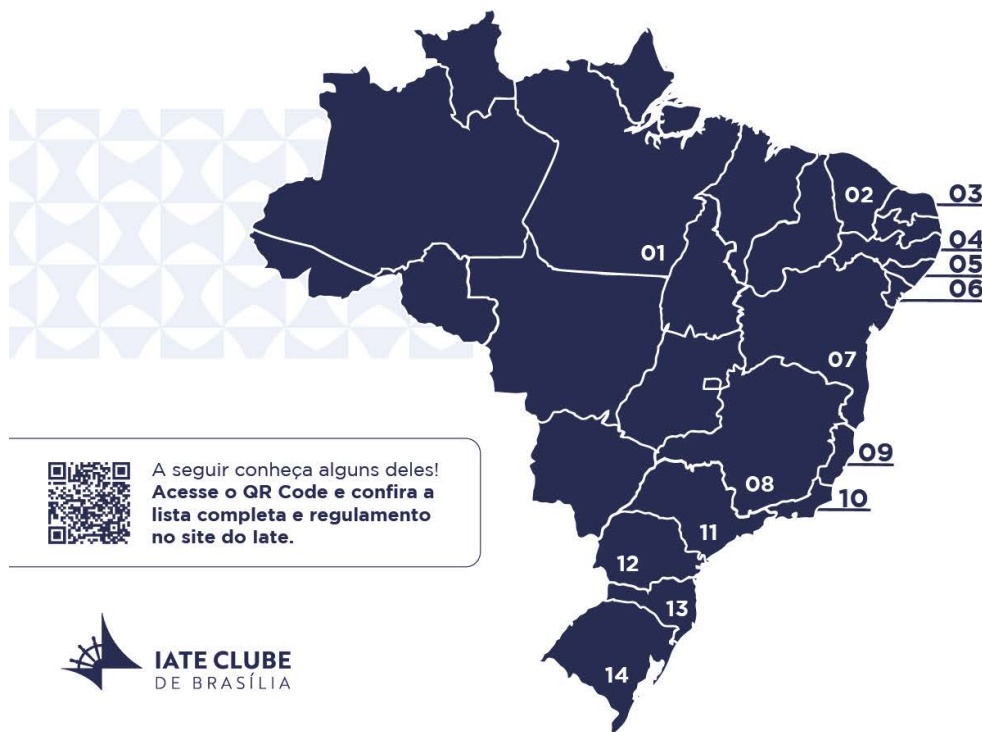 02
03
01
04
05
06
07
A seguir conheça alguns deles!
Acesse o QR Code e confira a
lista completa e regulamento
no site do Iate.
09
08
10
11
12
13
14
IATE CLUBE
DE BRASÍLIA